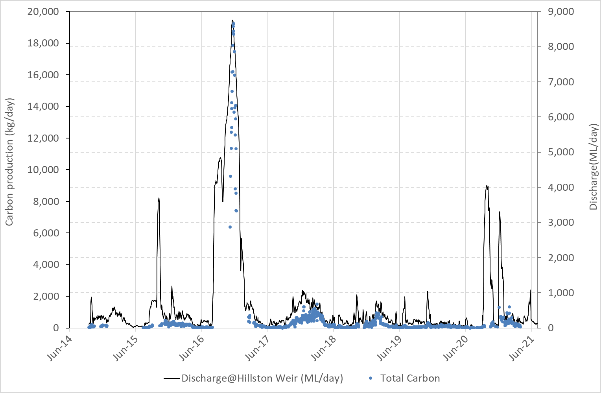 20,000
18,000
16,000
14,000
12,000
10,000
8,000
6,000
4,000
2,000
0
Carbon production (kg/day)
9,000
8,000
7,000
6,000
5,000
4,000
3,000
2,000
1,000
0
Discharge(ML/day)
Jun-14
Jun-15
Jun-16
Jun-17
Jun-18
Jun-19
Jun-20
Jun-21
Discharge@Hillston Weir (ML/day)
Total Carbon